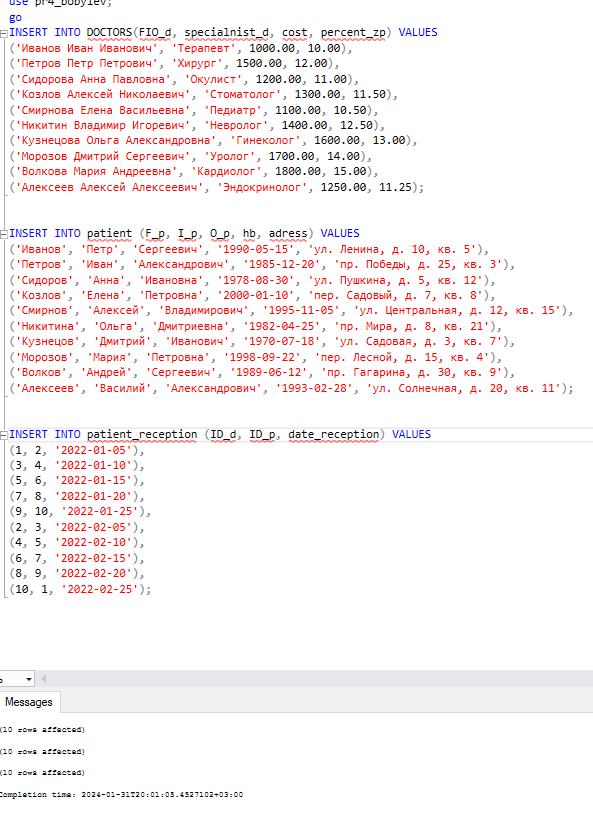 use pr4_bobylev;
go
INSERT INTO DOCTORS(FIO_d, specialnist_d, cost, percent_zp) VALUES
('Иванов Иван Иванович', 'Терапевт', 1000.00, 10.00),
('Петров Петр Петрович', 'Хирург', 1500.00, 12.00),
('Сидорова Анна Павловна', 'Окулист', 1200.00, 11.00),
('Козлов Алексей Николаевич', 'Стоматолог', 1300.00, 11.50),
('Смирнова Елена Васильевна', 'Педиатр', 1100.00, 10.50),
('Никитин Владимир Игоревич', 'Невролог', 1400.00, 12.50),
('Кузнецова Ольга Александровна', 'Гинеколог', 1600.00, 13.00),
('Морозов Дмитрий Сергеевич', 'Уролог', 1700.00, 14.00),
('Волкова Мария Андреевна', 'Кардиолог', 1800.00, 15.00),
('Алексеев Алексей Алексеевич', 'Эндокринолог', 1250.00, 11.25);
INSERT INTO patient (F_p, I_p, O_p, hb, adress) VALUES
('Иванов', 'Петр', 'Сергеевич', '1990-05-15', 'ул. Ленина, д. 10, кв. 5'),
('Петров', 'Иван', 'Александрович', '1985-12-20', 'пр. Победы, д. 25, кв. 3'),
('Сидоров', 'Анна', 'Ивановна', '1978-08-30', 'ул. Пушкина, д. 5, кв. 12'),
('Козлов', 'Елена', 'Петровна', '2000-01-10', 'пер. Садовый, д. 7, кв. 8'),
('Смирнов', 'Алексей', 'Владимирович', '1995-11-05', 'ул. Центральная, д. 12, кв. 15'),
('Никитина', 'Ольга', 'Дмитриевна', '1982-04-25', 'пр. Мира, д. 8, кв. 21'),
('Кузнецов', 'Дмитрий', 'Иванович', '1970-07-18', 'ул. Садовая, д. 3, кв. 7'),
('Морозов', 'Мария', 'Петровна', '1998-09-22', 'пер. Лесной, д. 15, кв. 4'),
('Волков', 'Андрей', 'Сергеевич', '1989-06-12', 'пр. Гагарина, д. 30, кв. 9'),
('Алексеев', 'Василий', 'Александрович', '1993-02-28', 'ул. Солнечная, д. 20, кв. 11');
INSERT INTO patient_reception (ID_d, ID_p, date_reception) VALUES
(1, 2, '2022-01-05'),
(3, 4, '2022-01-10'),
(5, 6, '2022-01-15'),
(7, 8, '2022-01-20'),
(9, 10, '2022-01-25'),
(2, 3, '2022-02-05'),
(4, 5, '2022-02-10'),
(6, 7, '2022-02-15'),
(8, 9, '2022-02-20'),
(10, 1, '2022-02-25');
Messages
(10 rows affected)
(10 rows affected)
(10 rows affected)
Completion time: 2024-01-31T20:01:05.4527102+03:00